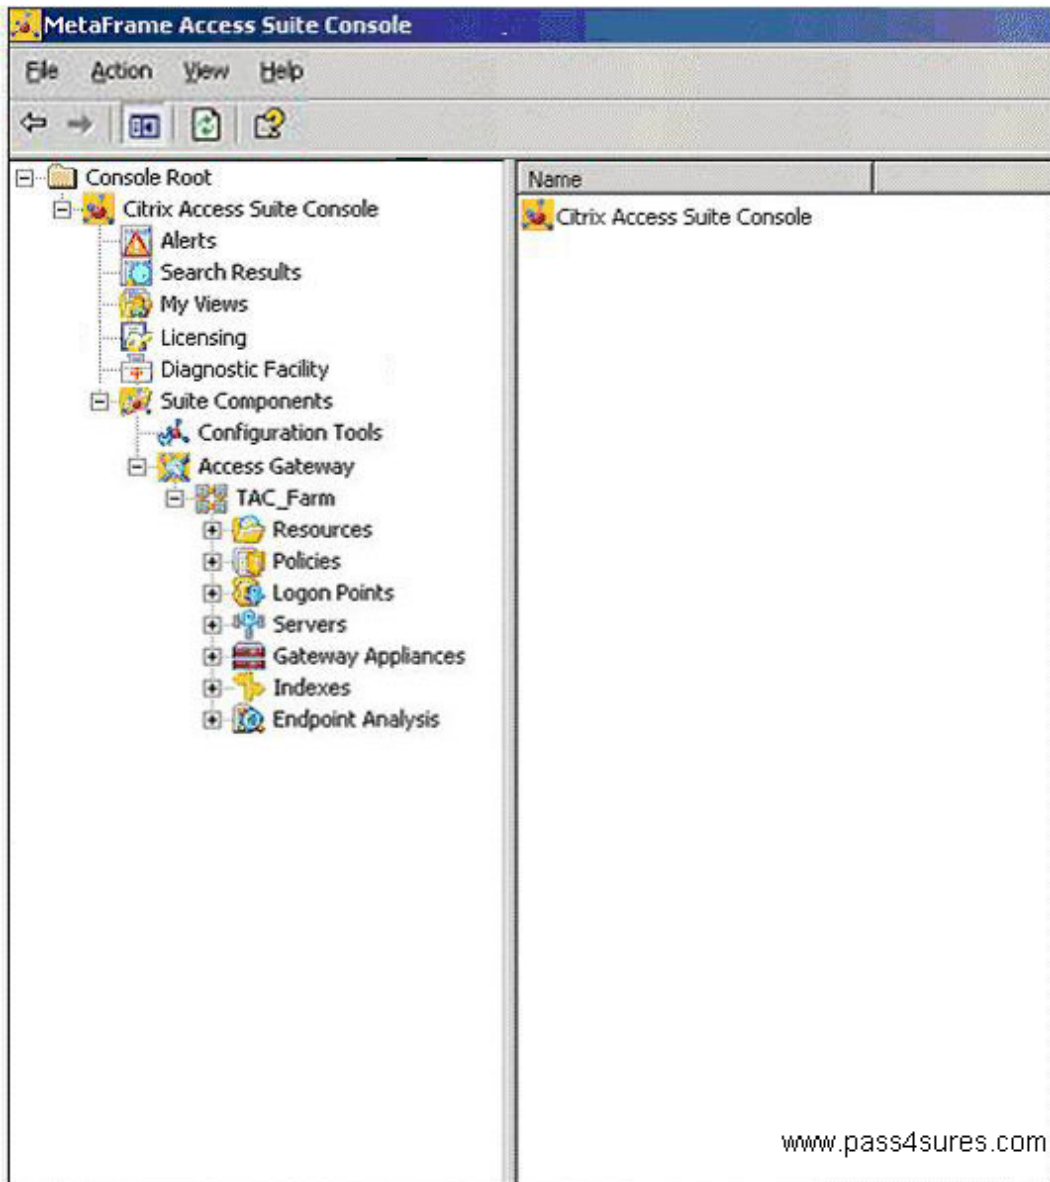 MetaFrame Access Suite Console
File Action View Help
Console Root
Citrix Access Suite Console
Alerts
Search Results
My Views
Licensing
Diagnostic Facility
Suite Components
Configuration Tools
Access Gateway
TAC_Farm
Resources
Policies
Logon Points
Servers
Gateway Appliances
Indexes
Endpoint Analysis
Name
Citrix Access Suite Console
www.pass4sures.com